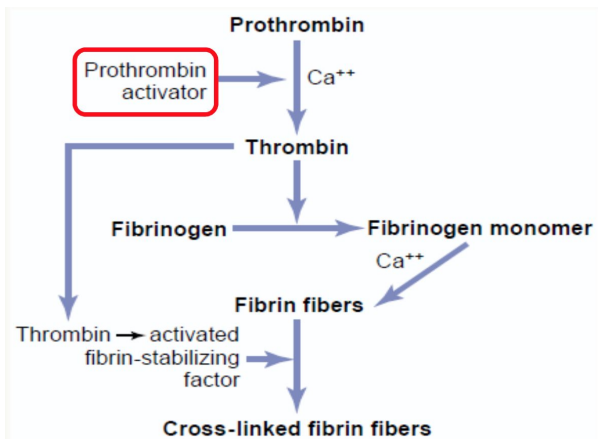 Prothrombin
Prothrombin
activator
Ca⁺⁺
Thrombin
Fibrinogen
Fibrinogen monomer
Ca⁺⁺
Fibrin fibers
Thrombin → activated
fibrin-stabilizing
factor
Cross-linked fibrin fibers